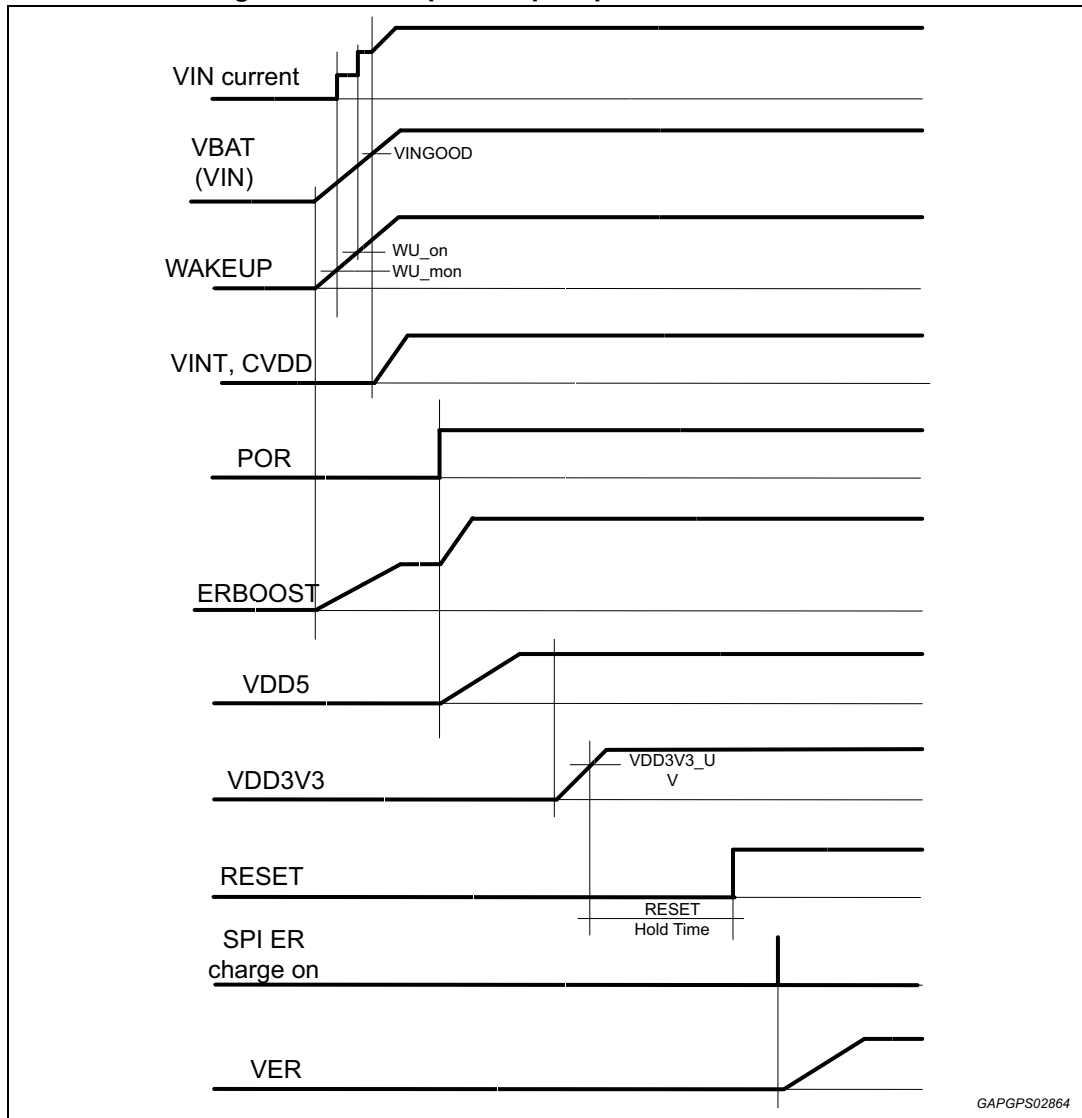 VIN current
VBAT
(VIN)
VINGOOD
WAKEUP
WU_on
WU_mon
VINT, CVDD
POR
ERBOOST
VDD5
VDD3V3
VDD3V3_U
V
RESET
RESET
Hold Time
SPI ER
charge on
VER
GAPGPS02864